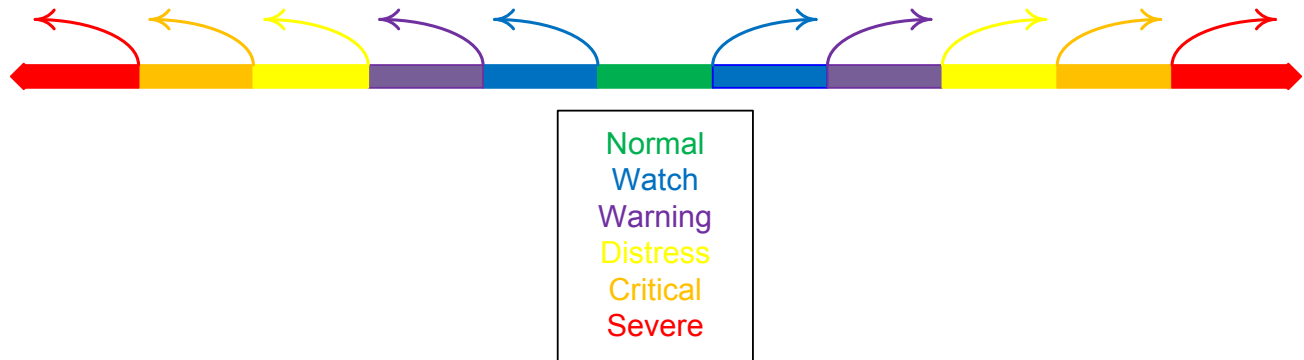 Normal
Watch
Warning
Distress
Critical
Severe